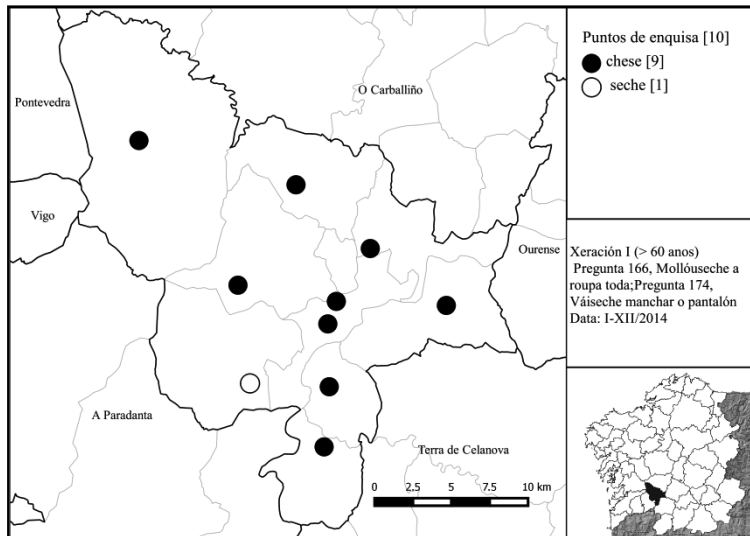 Pontevedra
O Carballiño
Vigo
Ourense
A Paradanta
Terra de Celanova
0 2,5 5 7,5 10 km
Puntos de enquisa [10]
chese [9]
seche [1]
Xeración I (> 60 anos)
Pregunta 166, Mollóuseche a
roupa toda;Pregunta 174,
Váiseche manchar o pantalón
Data: I-XII/2014